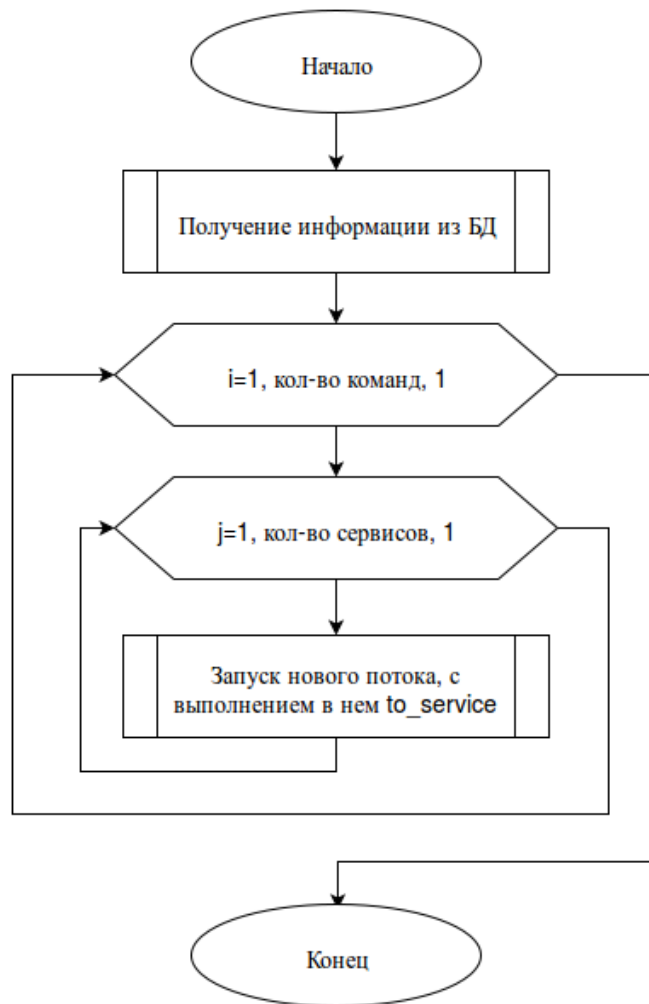 Начало
Получение информации из БД
i=1, кол-во команд, 1
j=1, кол-во сервисов, 1
Запуск нового потока, с
выполнением в нем to_service
Конец